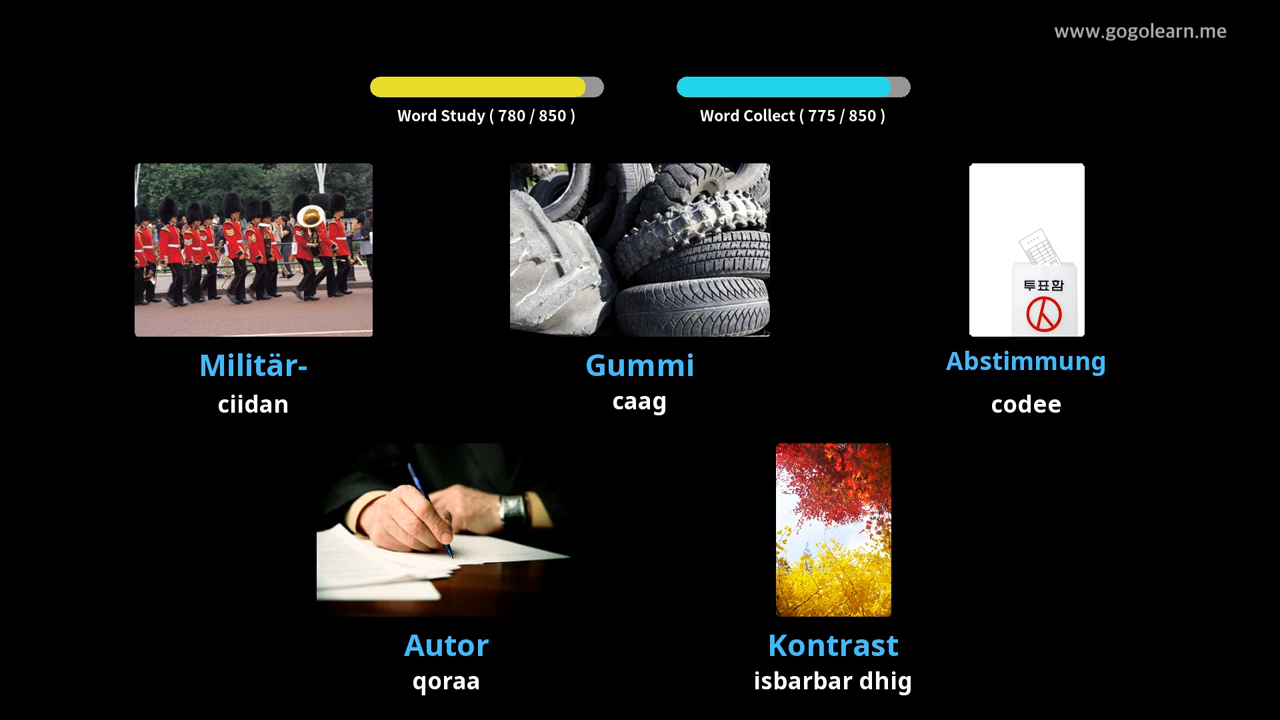 www.gogolearn.me
Word Study ( 780 / 850 )
Word Collect ( 775 / 850 )
Militär-
ciidan
Gummi
caag
투표함
Abstimmung
codee
Autor
qoraa
Kontrast
isbarbar dhig